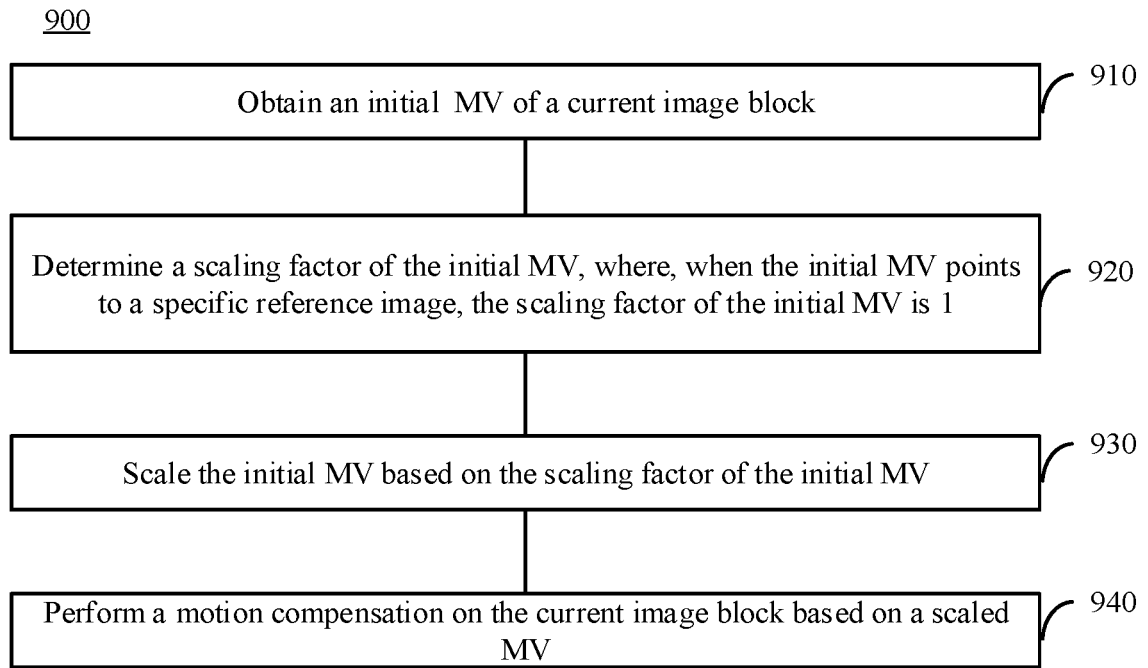 900
Obtain an initial MV of a current image block
910
Determine a scaling factor of the initial MV, where, when the initial MV points
to a specific reference image, the scaling factor of the initial MV is 1
920
Scale the initial MV based on the scaling factor of the initial MV
930
Perform a motion compensation on the current image block based on a scaled
MV
940